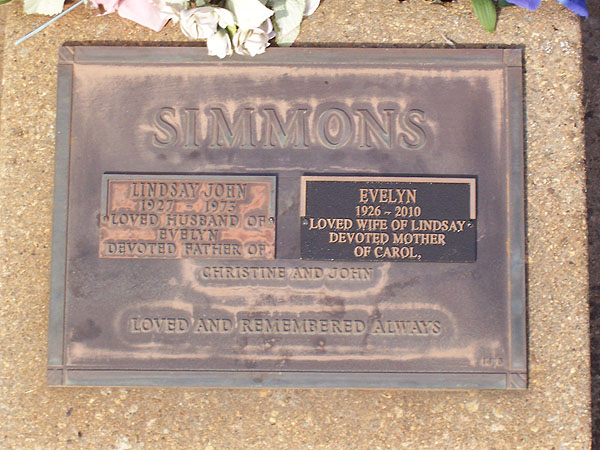 SIMMONS
LINDSAY JOHN
1927 - 1973
LOVED HUSBAND OF
EVELYN
DEVOTED FATHER OF
EVELYN
1926 ~ 2010
LOVED WIFE OF LINDSAY
DEVOTED MOTHER
OF CAROL,
CHRISTINE AND JOHN
LOVED AND REMEMBERED ALWAYS